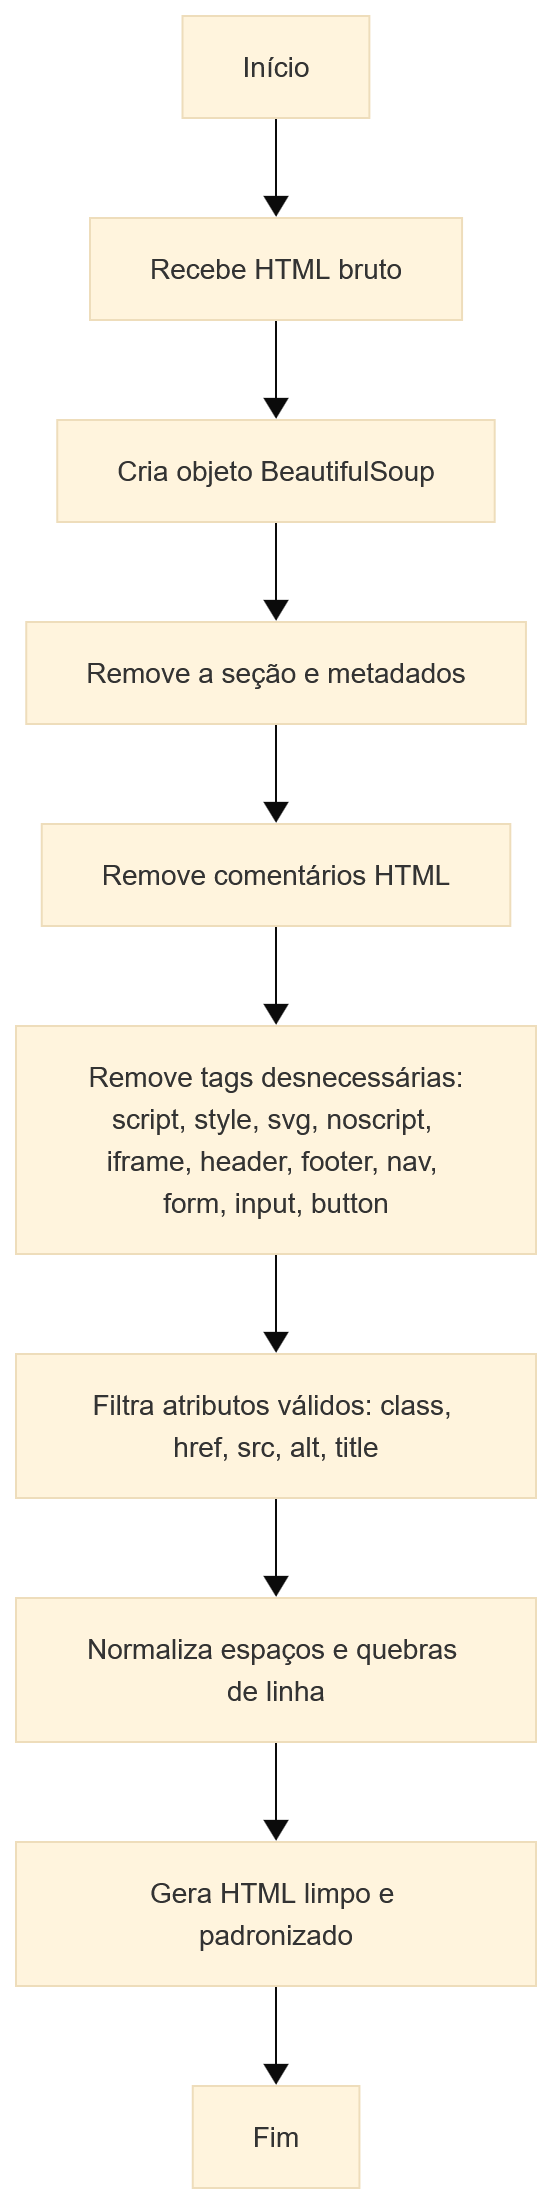 Início
Recebe HTML bruto
Cria objeto BeautifulSoup
Remove a seção e metadados
Remove comentários HTML
Remove tags desnecessárias:
script, style, svg, noscript,
iframe, header, footer, nav,
form, input, button
Filtra atributos válidos: class,
href, src, alt, title
Normaliza espaços e quebras
de linha
Gera HTML limpo e
padronizado
Fim